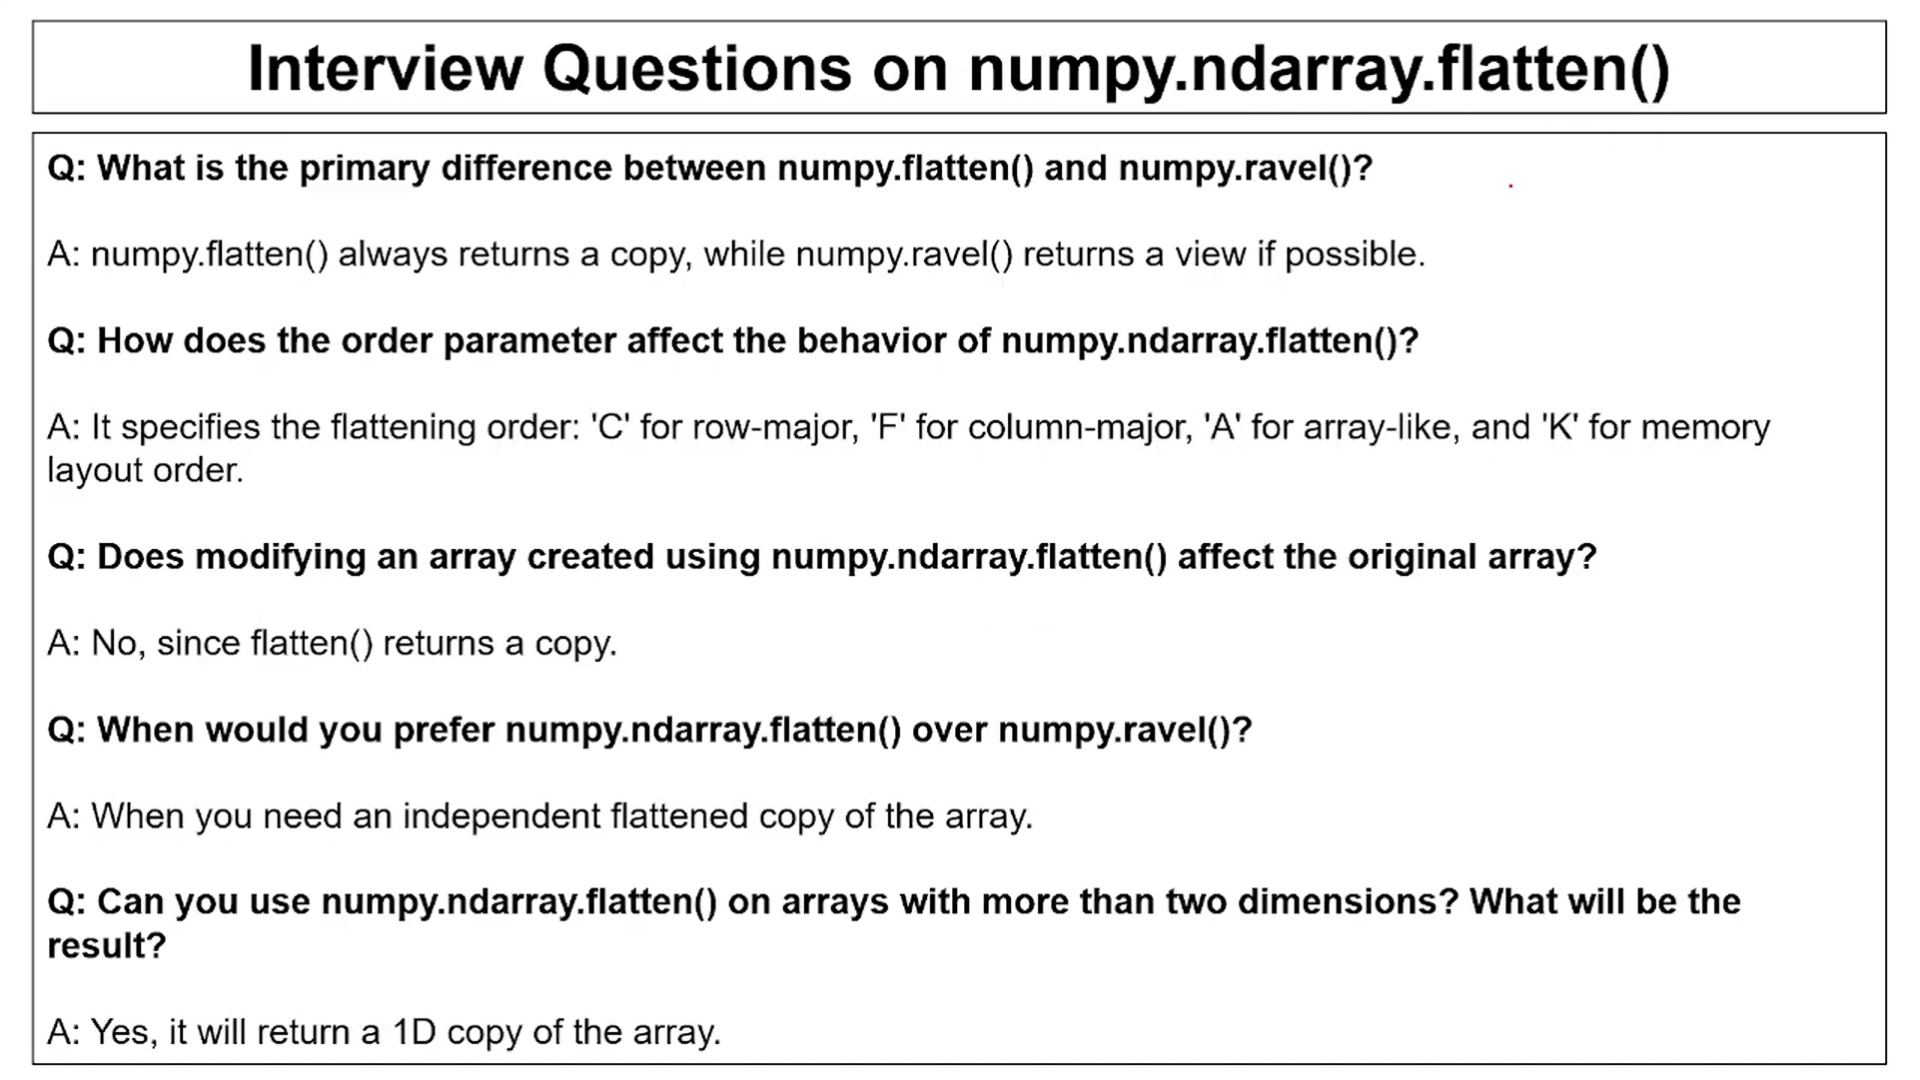 Interview Questions on numpy.ndarray.flatten()
Q: What is the primary difference between numpy.flatten() and numpy.ravel()?
A: numpy.flatten() always returns a copy, while numpy.ravel() returns a view if possible.
Q: How does the order parameter affect the behavior of numpy.ndarray.flatten()?
A: It specifies the flattening order: 'C' for row-major, 'F' for column-major, 'A' for array-like, and 'K' for memory
layout order.
Q: Does modifying an array created using numpy.ndarray.flatten() affect the original array?
A: No, since flatten() returns a copy.
Q: When would you prefer numpy.ndarray.flatten() over numpy.ravel()?
A: When you need an independent flattened copy of the array.
Q: Can you use numpy.ndarray.flatten() on arrays with more than two dimensions? What will be the
result?
A: Yes, it will return a 1D copy of the array.